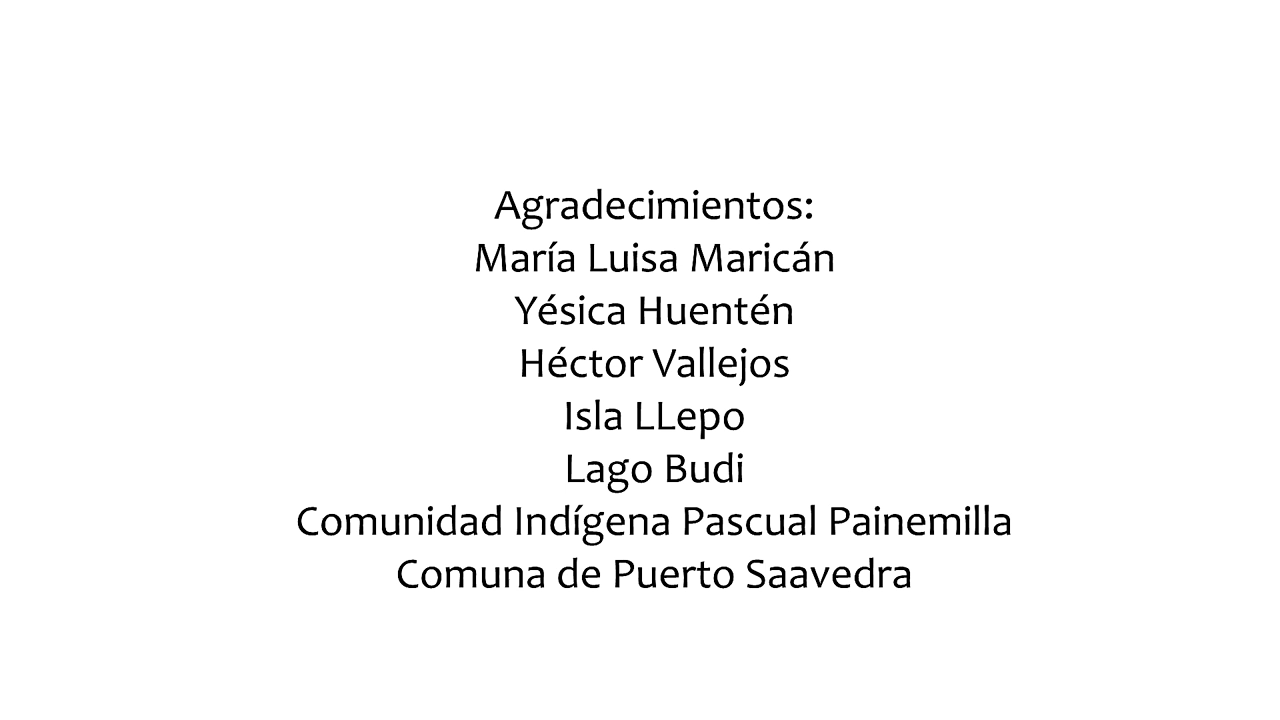 Agradecimientos:
María Luisa Maricán
Yésica Huentén
Héctor Vallejos
Isla LLepo
Lago Budi
Comunidad Indígena Pascual Painemilla
Comuna de Puerto Saavedra